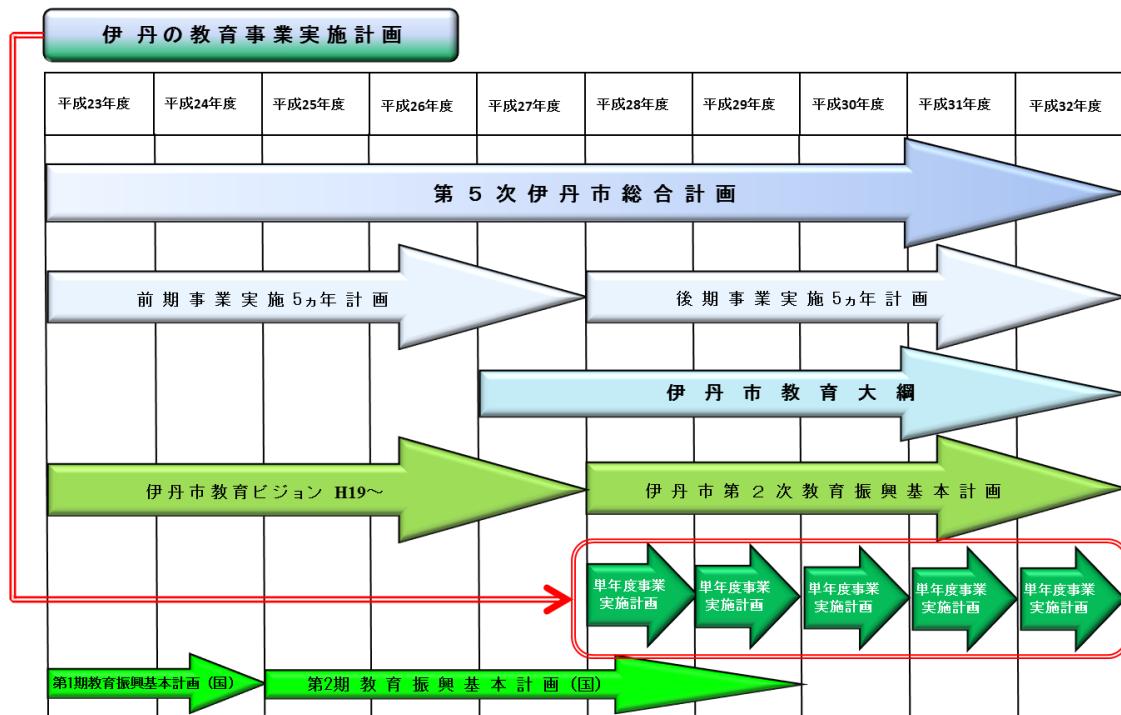 伊丹の教育事業実施計画
平成23年度 平成24年度 平成25年度 平成26年度 平成27年度 平成28年度 平成29年度 平成30年度 平成31年度 平成32年度
第5次伊丹市総合計画
前期事業実施5ヵ年計画 後期事業実施5ヵ年計画
伊丹市教育大綱
伊丹市教育ビジョン H19～ 伊丹市第2次教育振興基本計画
単年度事業 単年度事業 単年度事業 単年度事業 単年度事業
実施計画 実施計画 実施計画 実施計画 実施計画
第1期教育振興基本計画（国） 第2期教育振興基本計画（国）